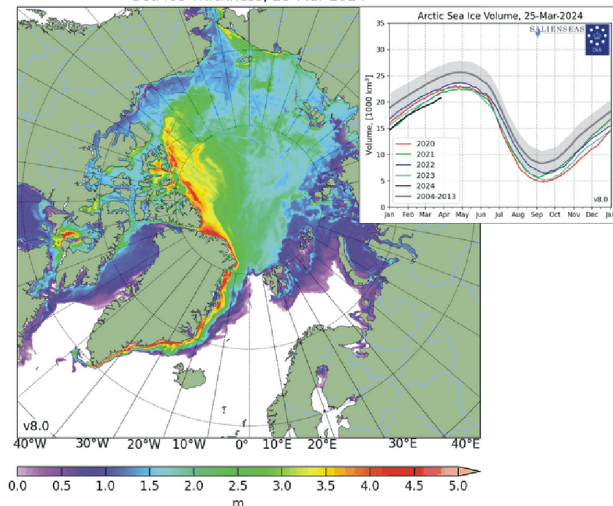 Arctic Sea Ice Volume, 25-Mar-2024
SALIENSEAS
Volume, [1000 km³]
35
30
25
20
15
10
5
0
2020
2021
2022
2023
2024
2004-2013
v8.0
Jan Feb Mar Apr May Jun Jul Aug Sep Oct Nov Dec Jan
v8.0
40°W 30°W 20°W 10°W 0° 10°E 20°E 30°E 40°E
0.0 0.5 1.0 1.5 2.0 2.5 3.0 3.5 4.0 4.5 5.0
m